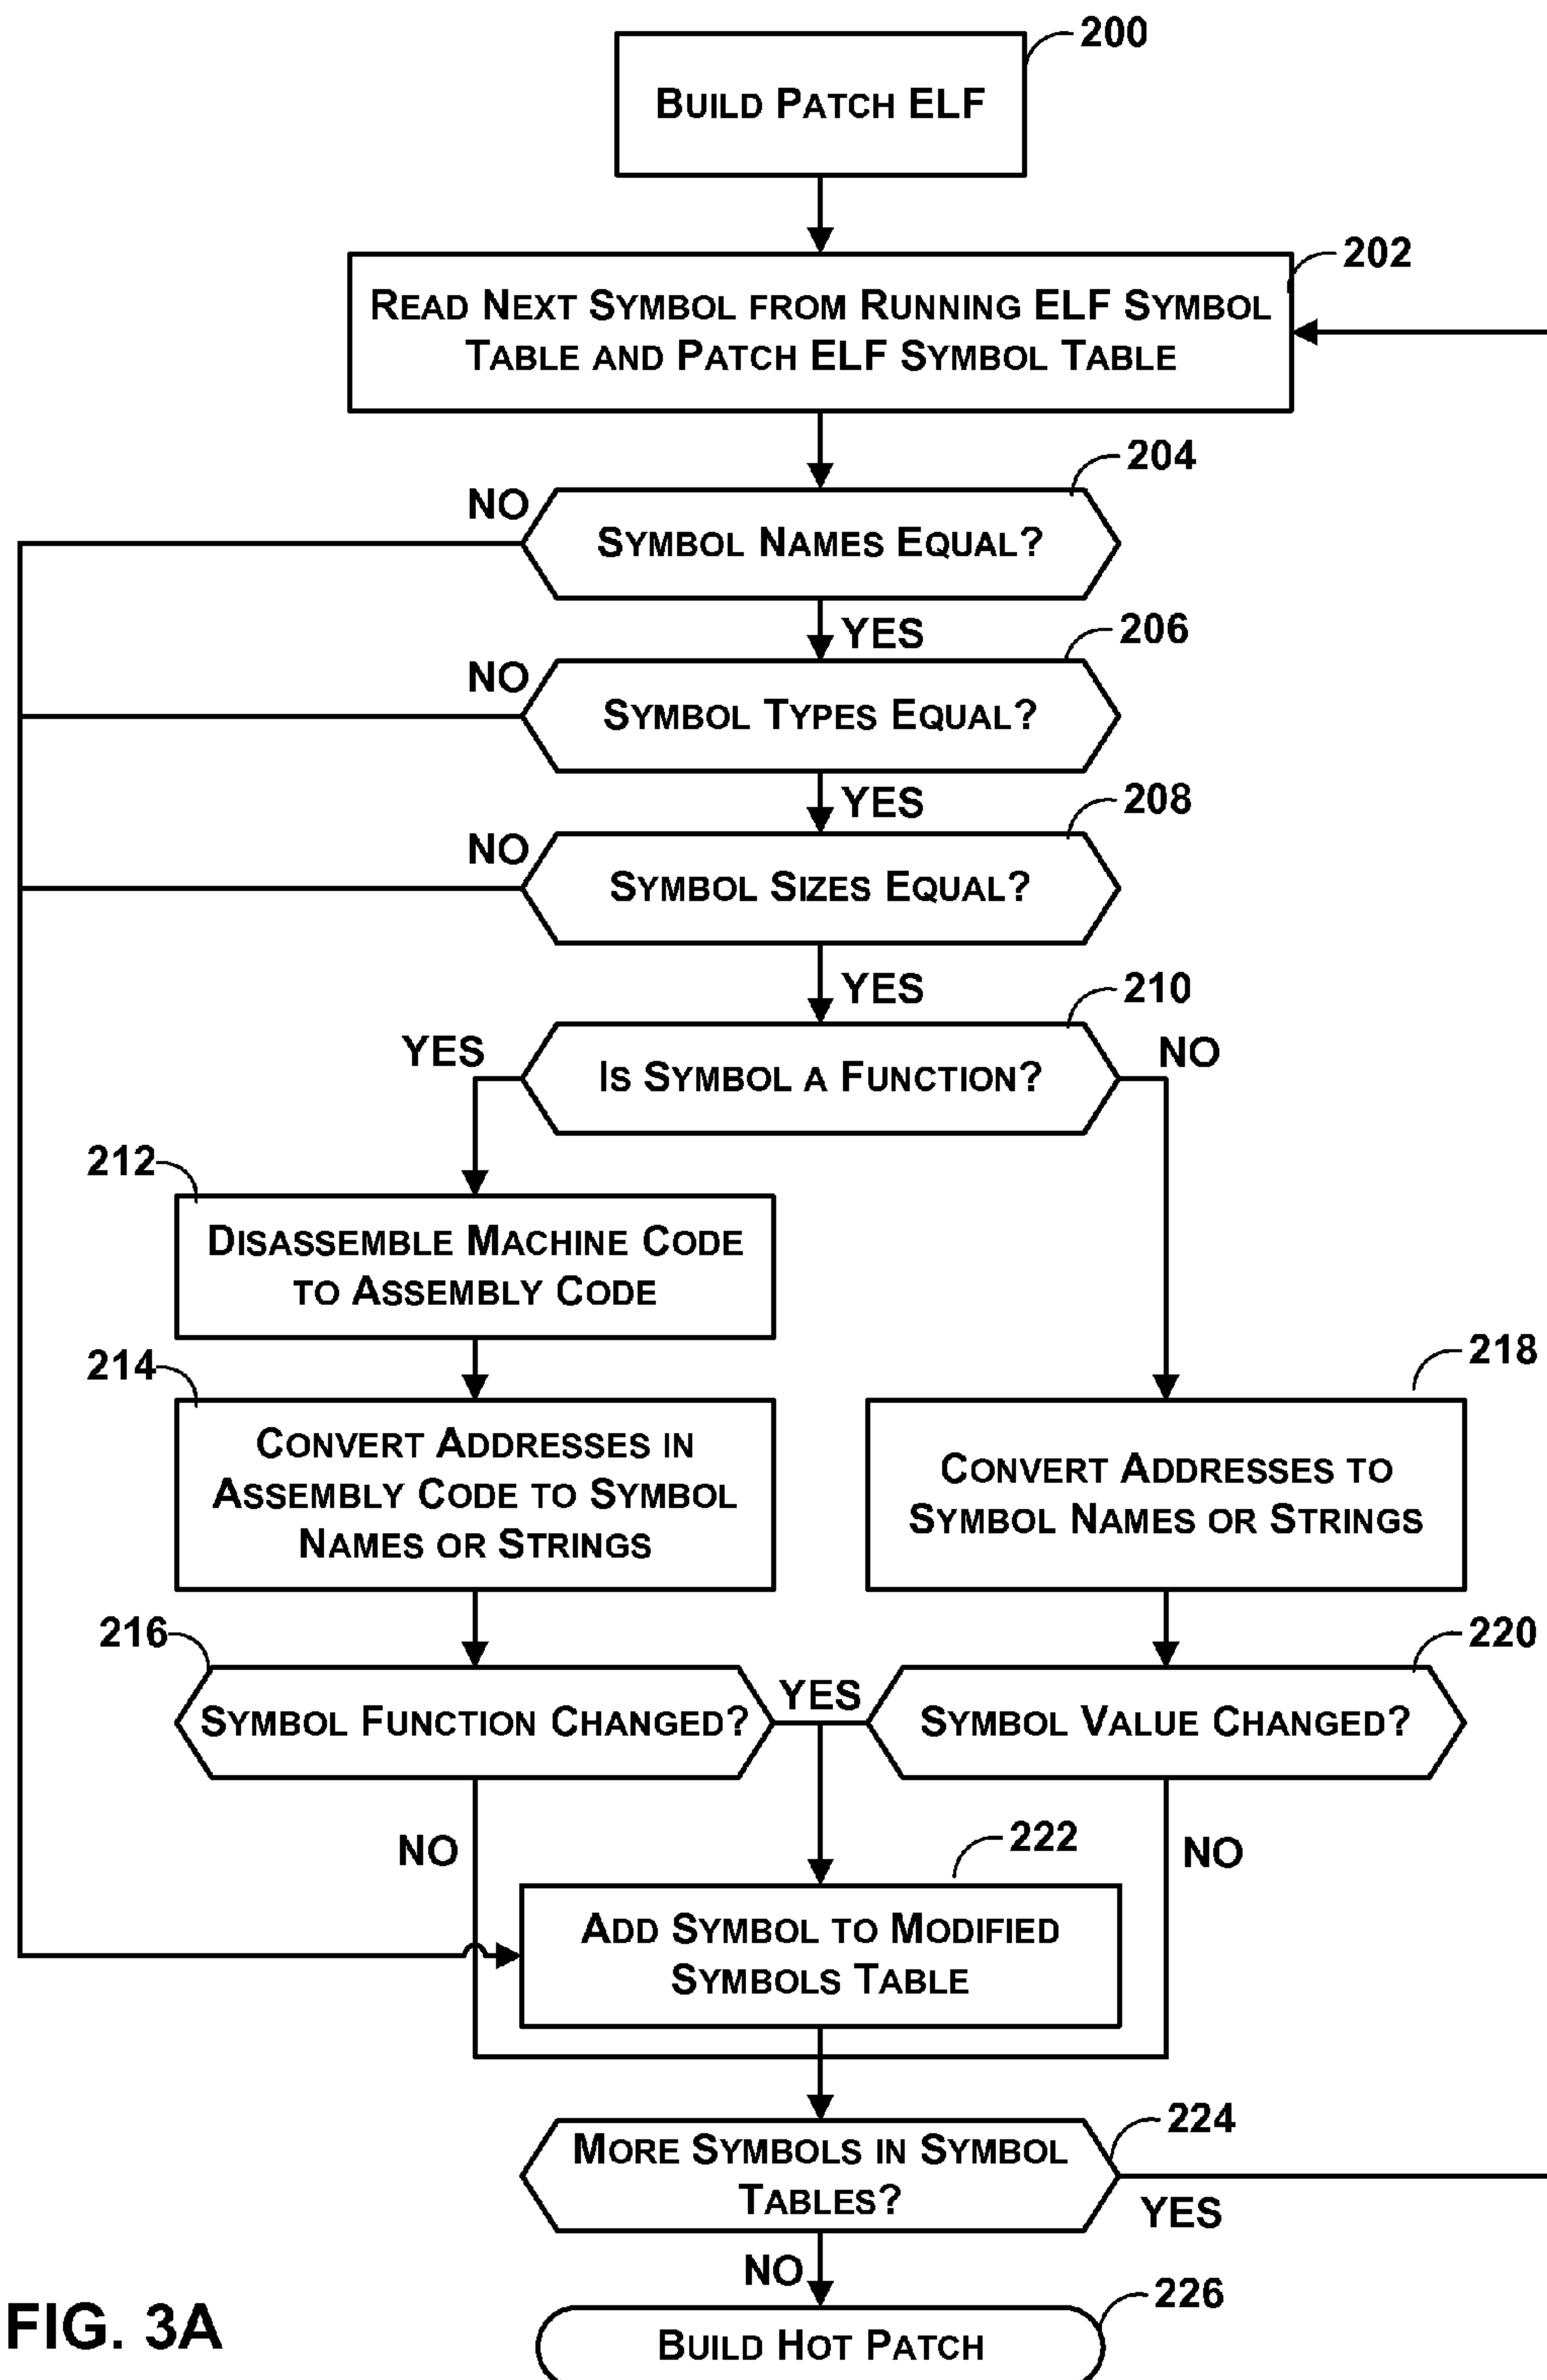 200
BUILD PATCH ELF
202
READ NEXT SYMBOL FROM RUNNING ELF SYMBOL
TABLE AND PATCH ELF SYMBOL TABLE
204
NO
SYMBOL NAMES EQUAL?
YES
206
NO
SYMBOL TYPES EQUAL?
YES
208
NO
SYMBOL SIZES EQUAL?
YES
210
YES
NO
IS SYMBOL A FUNCTION?
212
DISASSEMBLE MACHINE CODE
TO ASSEMBLY CODE
214
CONVERT ADDRESSES IN
ASSEMBLY CODE TO SYMBOL
NAMES OR STRINGS
218
CONVERT ADDRESSES TO
SYMBOL NAMES OR STRINGS
216
SYMBOL FUNCTION CHANGED?
YES
220
SYMBOL VALUE CHANGED?
NO
222
NO
ADD SYMBOL TO MODIFIED
SYMBOLS TABLE
224
MORE SYMBOLS IN SYMBOL
TABLES?
YES
NO
226
BUILD HOT PATCH
FIG. 3A